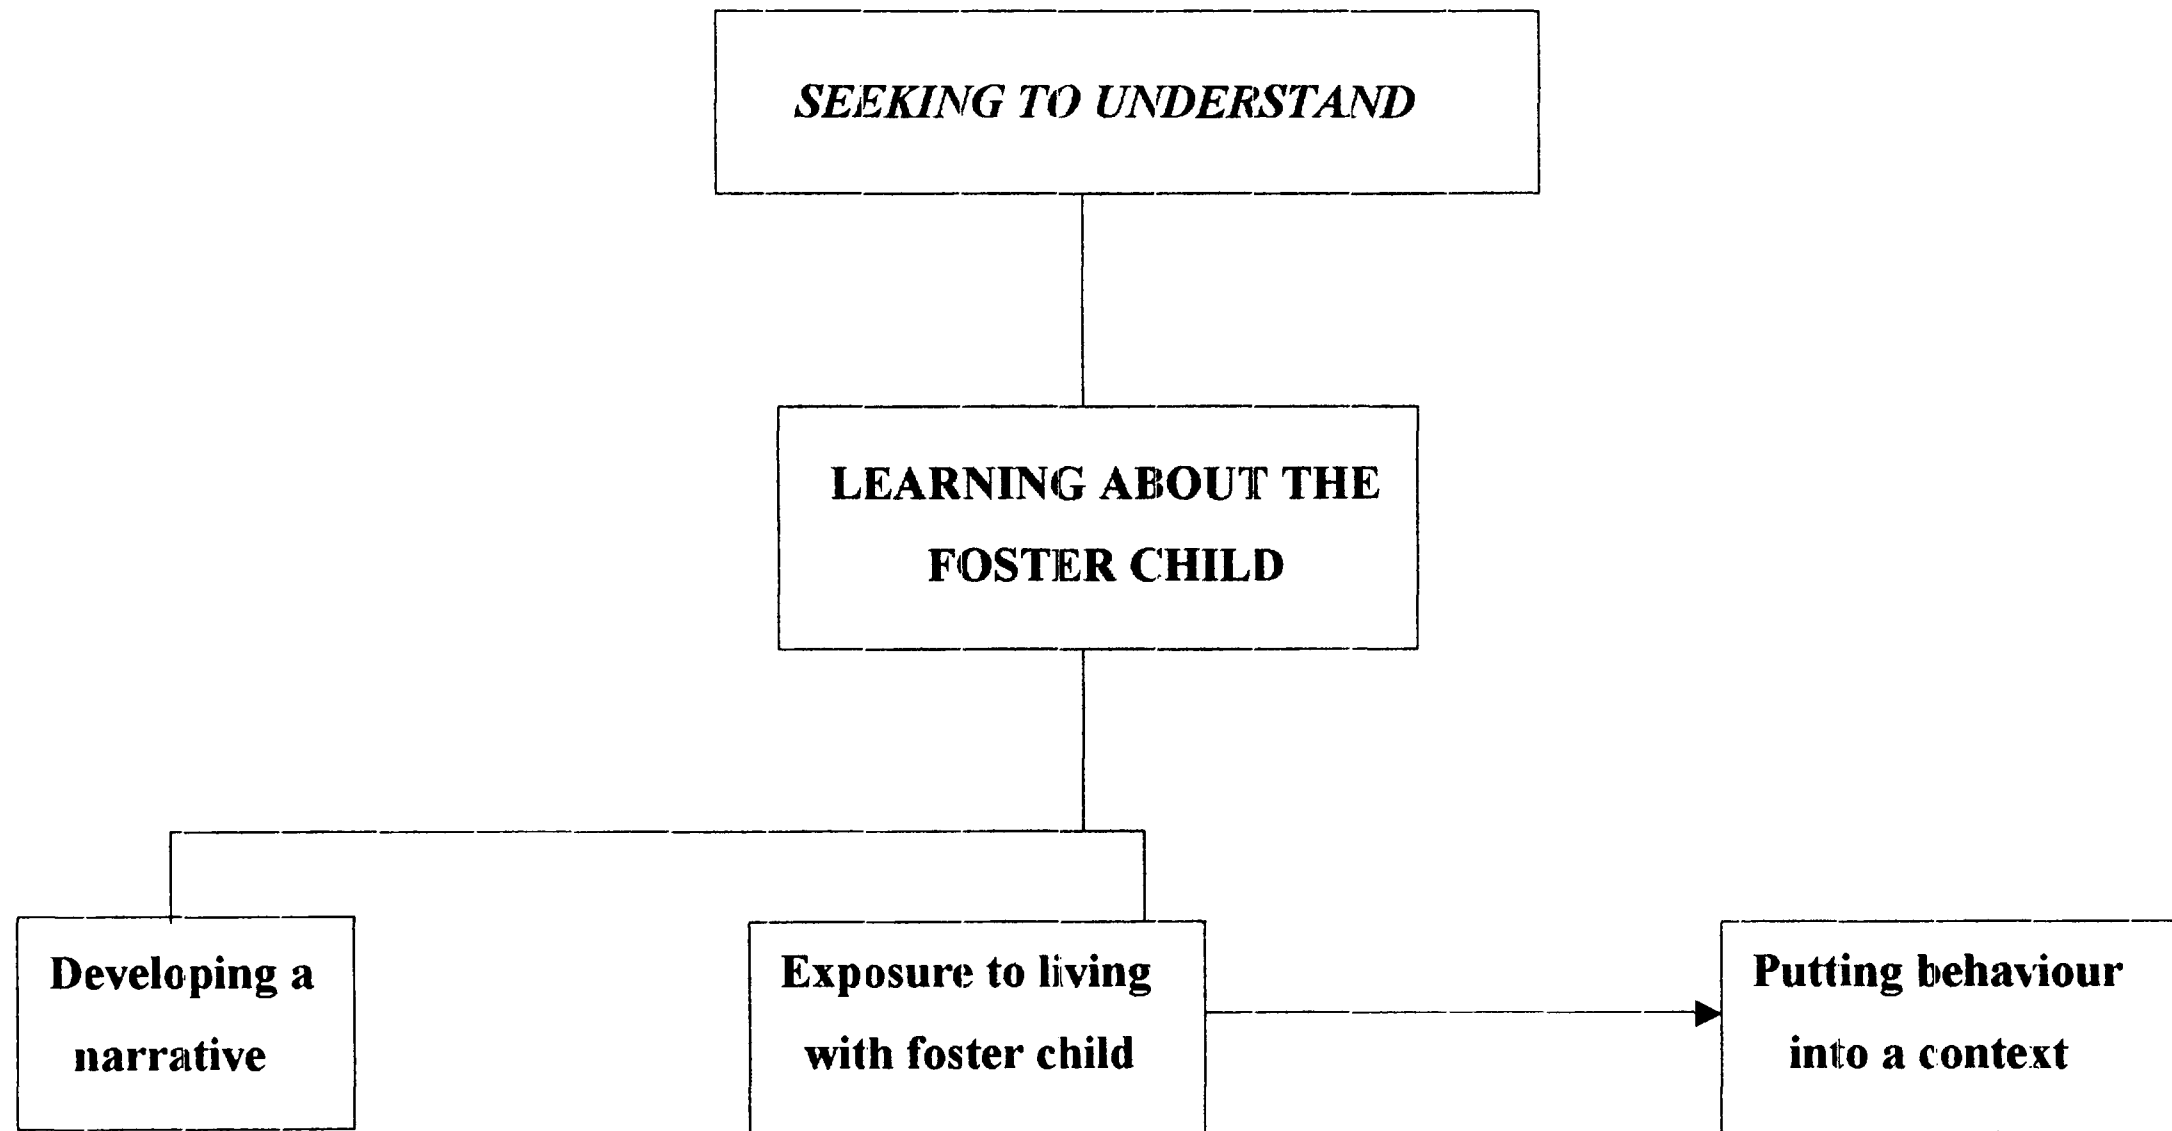 SEEKING TO UNDERSTAND
LEARNING ABOUT THE
FOSTER CHILD
Developing a
narrative
Exposure to living
with foster child
Putting behaviour
into a context